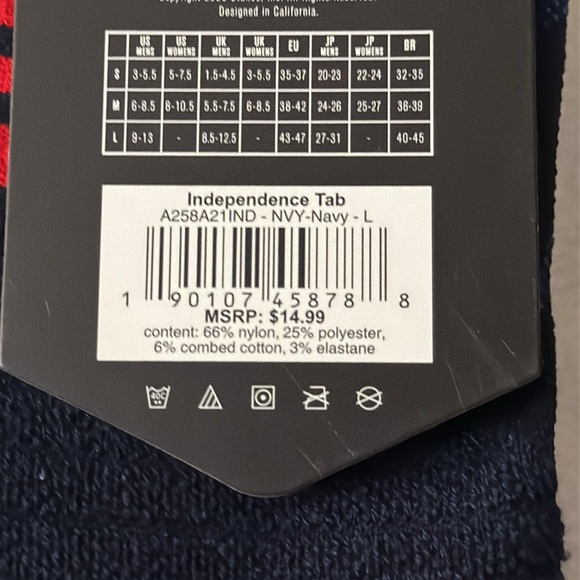 Designed in California.
US MENS US WOMENS UK MENS UK WOMENS EU JP MENS JP WOMENS BR
S 3-5.5 5-7.5 1.5-4.5 3-5.5 35-37 20-23 22-24 32-35
M 6-8.5 8-10.5 5.5-7.5 6-8.5 38-42 24-26 25-27 36-39
L 9-13 - 8.5-12.5 - 43-47 27-31 - 40-45
Independence Tab
A258A21IND - NVY-Navy - L
1 90107 45878 8
MSRP: $14.99
content: 66% nylon, 25% polyester,
6% combed cotton, 3% elastane
40C